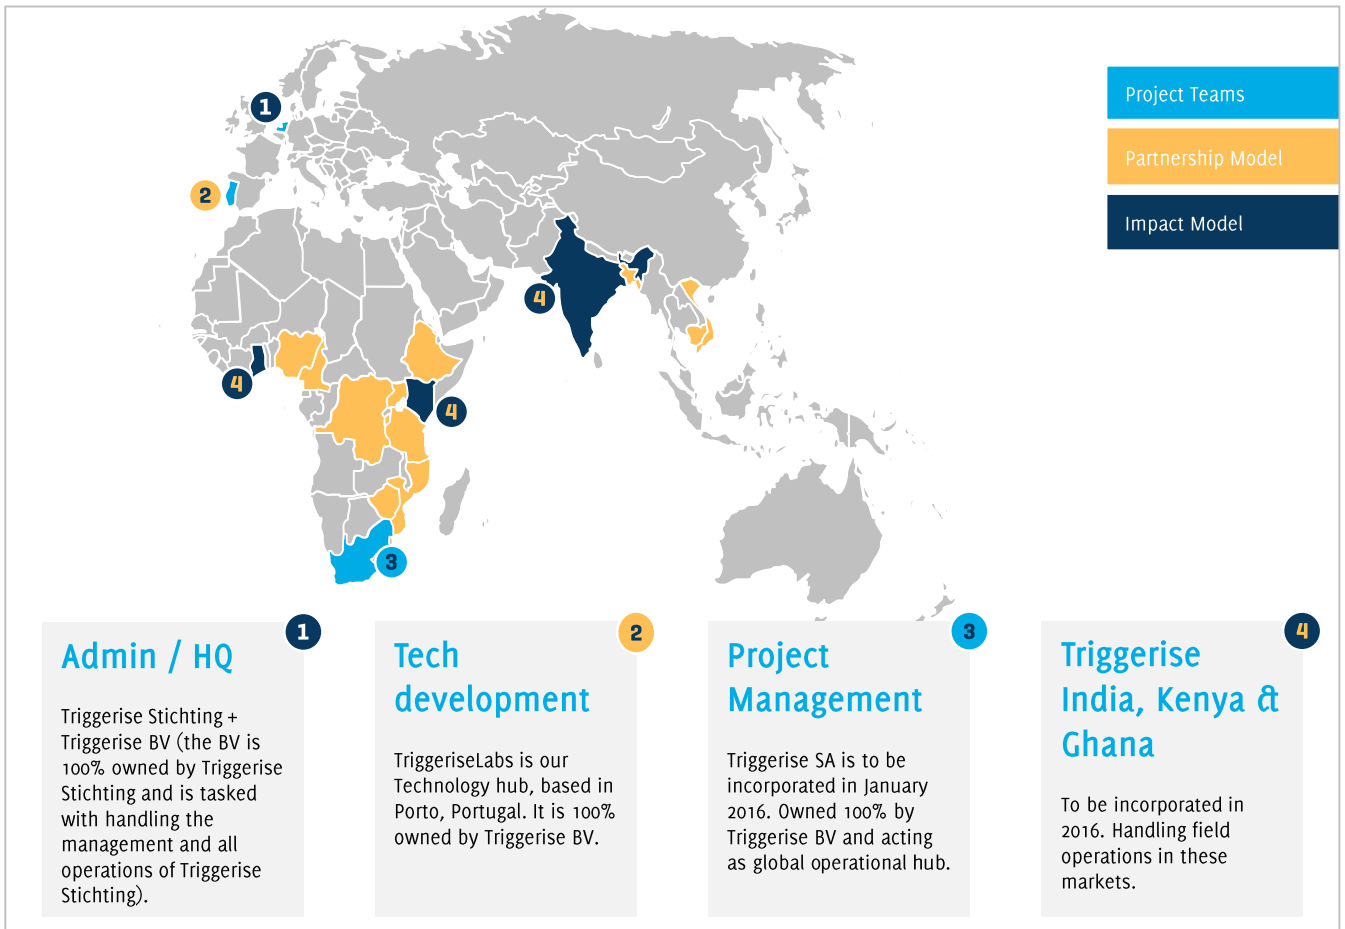 1
2
4
4
4
3
Project Teams
Partnership Model
Impact Model
1
Admin / HQ
Triggerise Stichting +
Triggerise BV (the BV is
100% owned by Triggerise
Stichting and is tasked
with handling the
management and all
operations of Triggerise
Stichting).
2
Tech
development
TriggeriseLabs is our
Technology hub, based in
Porto, Portugal. It is 100%
owned by Triggerise BV.
3
Project
Management
Triggerise SA is to be
incorporated in January
2016. Owned 100% by
Triggerise BV and acting
as global operational hub.
4
Triggerise
India, Kenya &
Ghana
To be incorporated in
2016. Handling field
operations in these
markets.